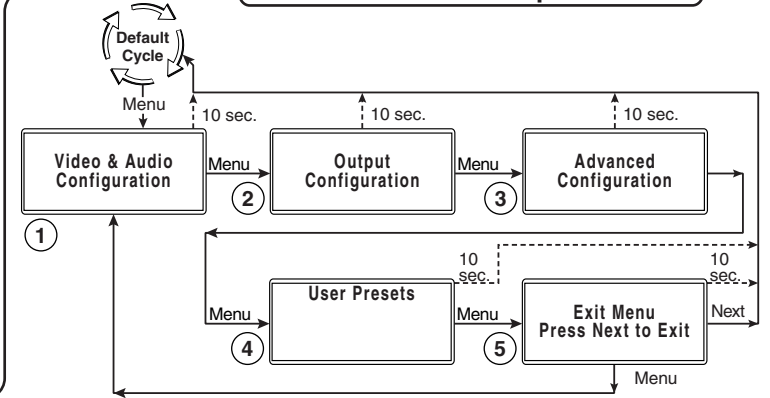 Default
Cycle
Menu
10 sec.
10 sec.
10 sec.
Video & Audio
Configuration
Menu
Output
Configuration
Menu
Advanced
Configuration
1
2
3
10
sec.
10
sec.
Menu
User Presets
Menu
Exit Menu
Press Next to Exit
Next
4
5
Menu